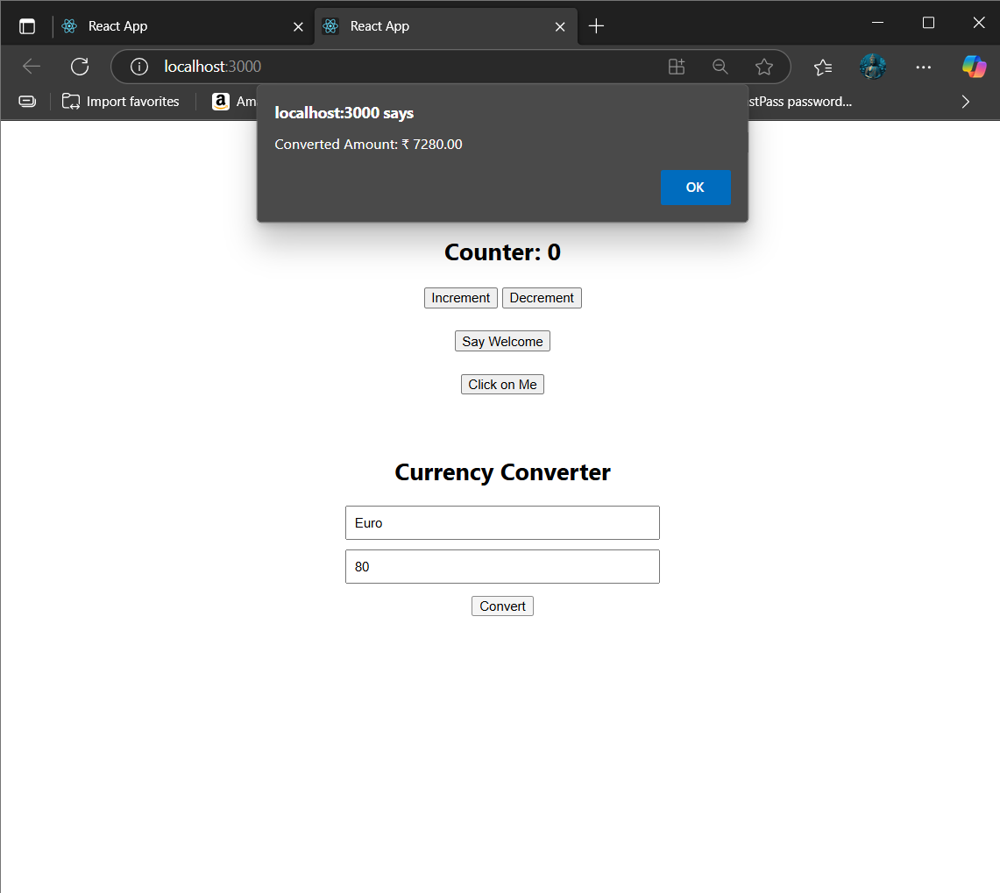 React App
React App
localhost:3000
Import favorites
stPass password...
localhost:3000 says
Converted Amount: ₹ 7280.00
OK
Counter: 0
Increment Decrement
Say Welcome
Click on Me
Currency Converter
Euro
80
Convert